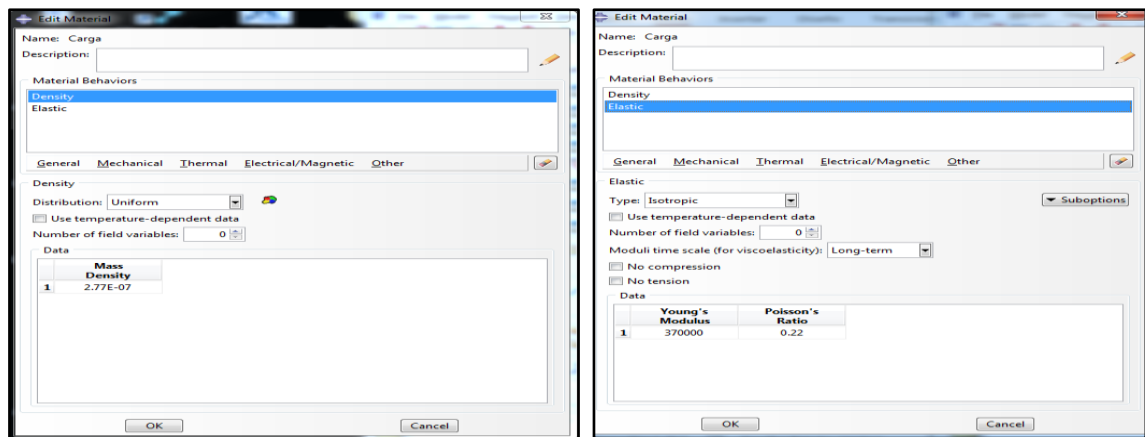 Edit Material
Name: Carga
Description:
Material Behaviors
Density
Elastic
General Mechanical Thermal Electrical/Magnetic Other
Density
Distribution: Uniform
Use temperature-dependent data
Number of field variables: 0
Data
Mass
Density
1 2.77E-07
OK Cancel
Edit Material
Name: Carga
Description:
Material Behaviors
Density
Elastic
General Mechanical Thermal Electrical/Magnetic Other
Elastic
Type: Isotropic Suboptions
Use temperature-dependent data
Number of field variables: 0
Moduli time scale (for viscoelasticity): Long-term
No compression
No tension
Data
Young's Poisson's
Modulus Ratio
1 370000 0.22
OK Cancel